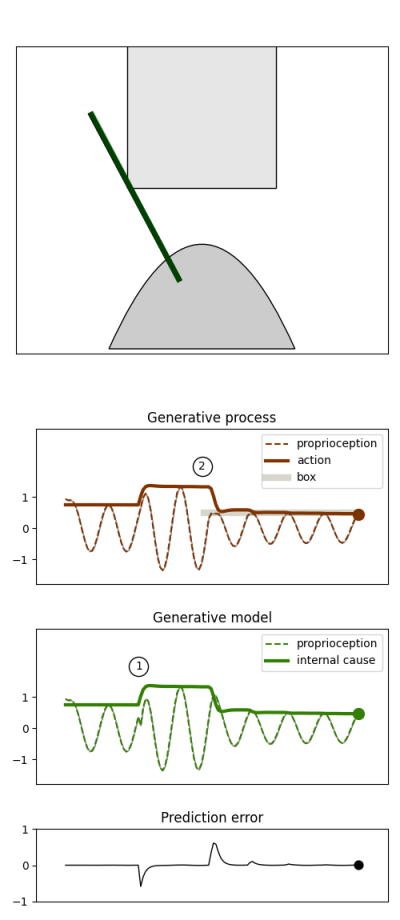 Generative process
proprioception
action
box
2
1
0
−1
Generative model
proprioception
internal cause
1
1
0
−1
Prediction error
1
0
−1